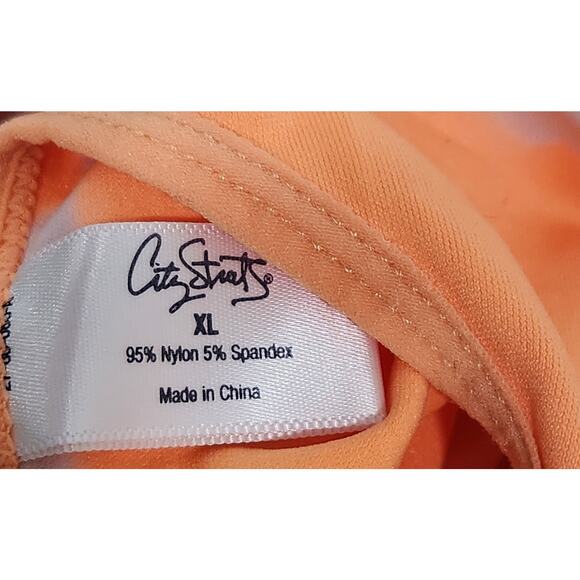 City Streets®
XL
95% Nylon 5% Spandex
Made in China